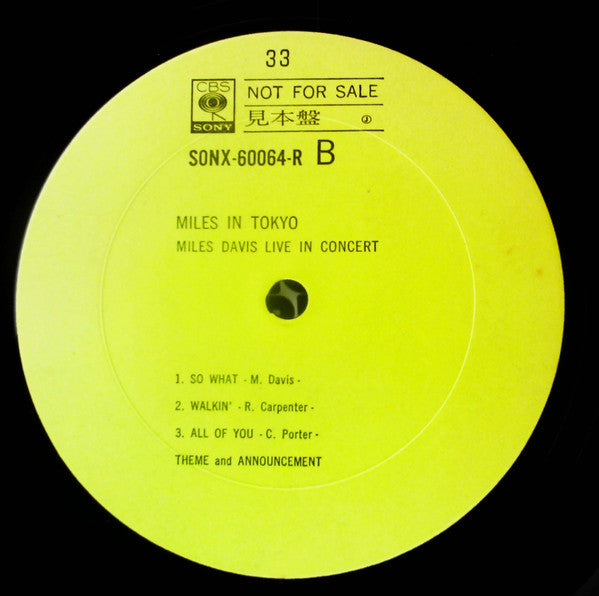 33
CBS
SONY
NOT FOR SALE
見本盤 Ⓙ
SONX-60064-R B
MILES IN TOKYO
MILES DAVIS LIVE IN CONCERT
1. SO WHAT - M. Davis -
2. WALKIN' - R. Carpenter -
3. ALL OF YOU - C. Porter -
THEME and ANNOUNCEMENT